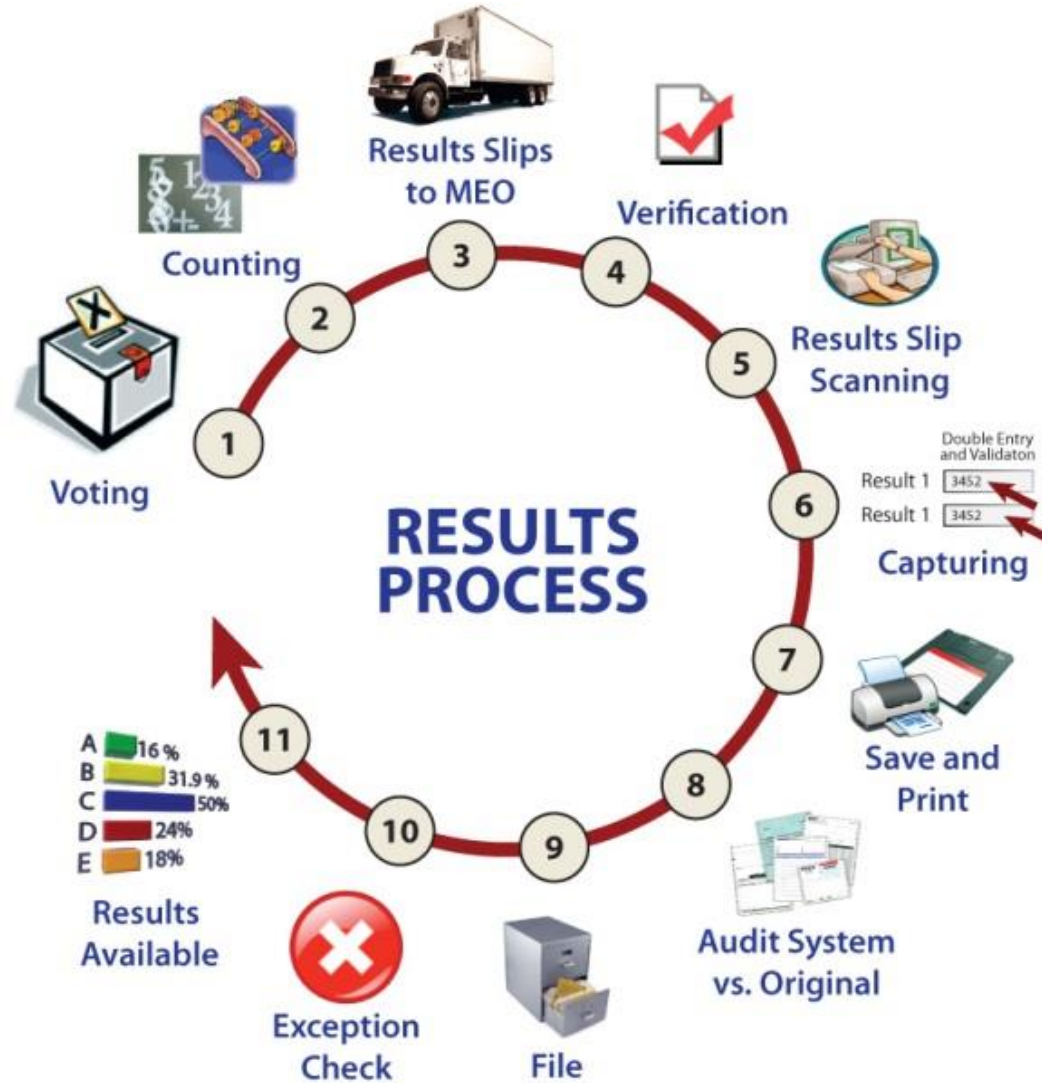 RESULTS
PROCESS
1
Voting
2
Counting
3
Results Slips
to MEO
4
Verification
5
Results Slip
Scanning
6
Double Entry
and Validaton
Result 1 3452
Result 1 3452
Capturing
7
Save and
Print
8
Audit System
vs. Original
9
File
10
Exception
Check
11
A 16 %
B 31.9 %
C 50%
D 24%
E 18%
Results
Available